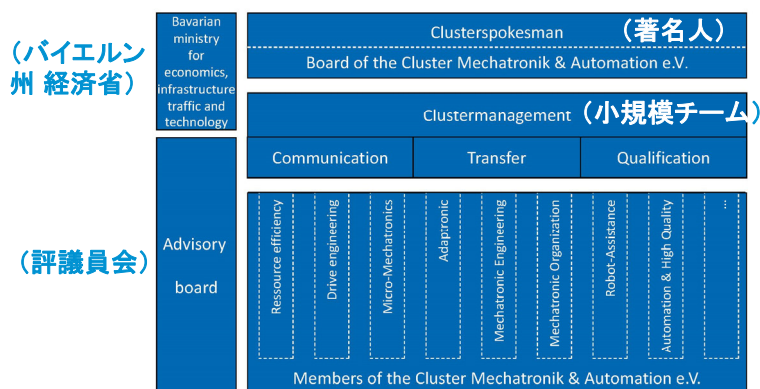 (バイエルン
州 経済省)
Bavarian
ministry
for
economics,
infrastructure
traffic and
technology
Clusterspokesman (著名人)
Board of the Cluster Mechatronik & Automation e.V.
Clustermanagement (小規模チーム)
Communication
Transfer
Qualification
(評議員会)
Advisory
board
Ressource efficiency
Drive engineering
Micro-Mechatronics
Adaptronic
Mechatronic Engineering
Mechatronic Organization
Robot-Assistance
Automation & High Quality
...
Members of the Cluster Mechatronik & Automation e.V.